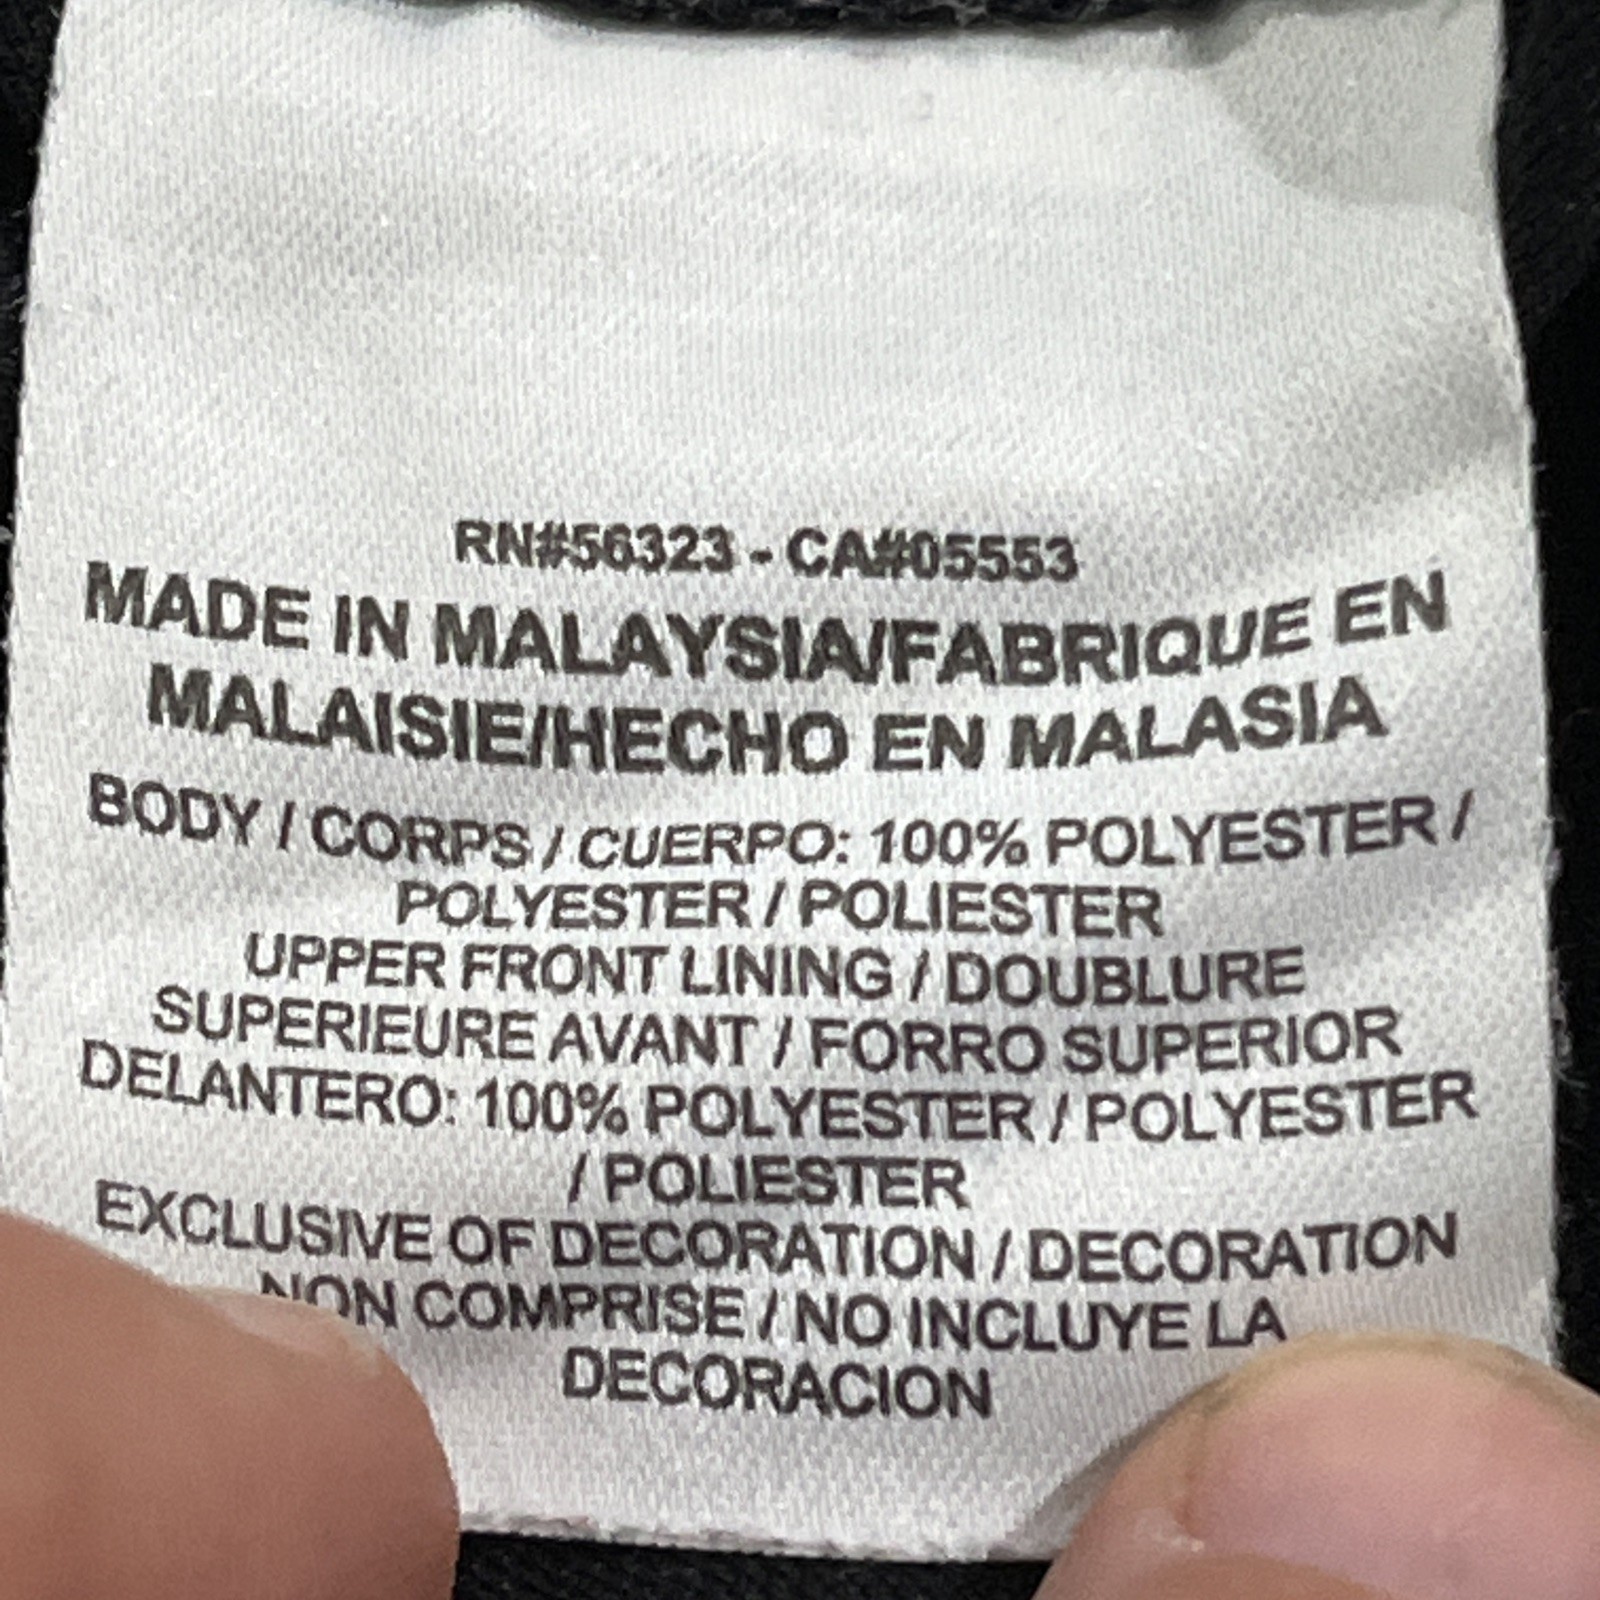 RN#56323 - CA#05553
MADE IN MALAYSIA/FABRIQUE EN
MALAISIE/HECHO EN MALASIA
BODY / CORPS / CUERPO: 100% POLYESTER /
POLYESTER / POLIESTER
UPPER FRONT LINING / DOUBLURE
SUPERIEURE AVANT / FORRO SUPERIOR
DELANTERO: 100% POLYESTER / POLYESTER
/ POLIESTER
EXCLUSIVE OF DECORATION / DECORATION
NON COMPRISE / NO INCLUYE LA
DECORACION